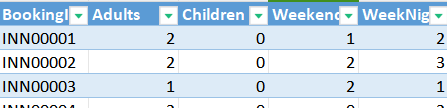 BookingI Adults Children Weekend WeekNig
INN00001 2 0 1 2
INN00002 2 0 2 3
INN00003 1 0 2 1